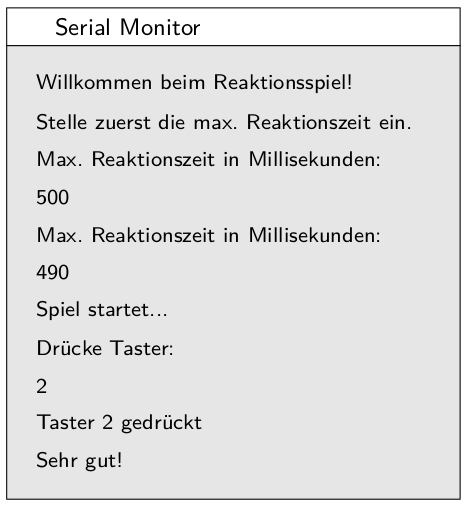 Serial Monitor
Willkommen beim Reaktionsspiel!
Stelle zuerst die max. Reaktionszeit ein.
Max. Reaktionszeit in Millisekunden:
500
Max. Reaktionszeit in Millisekunden:
490
Spiel startet...
Drücke Taster:
2
Taster 2 gedrückt
Sehr gut!